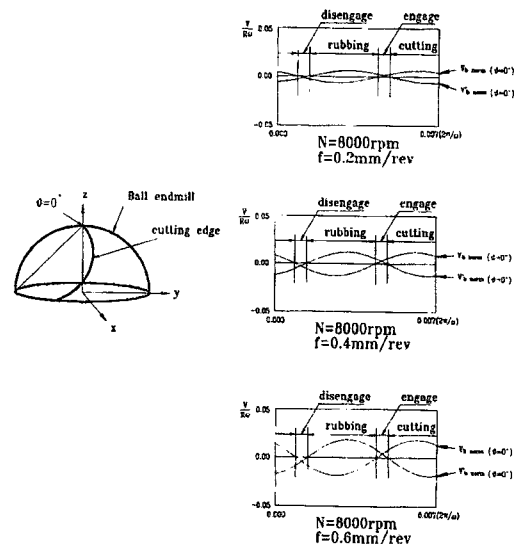 disengage engage
V/Rω
0.05
rubbing cutting
0.00
-0.05
0.000
0.007(2π/ω)
N=8000rpm
f=0.2mm/rev
z
Ball endmill
cutting edge
y
x
disengage engage
V/Rω
0.05
rubbing cutting
0.00
-0.05
0.000
0.007(2π/ω)
N=8000rpm
f=0.4mm/rev
disengage engage
V/Rω
0.05
rubbing cutting
0.00
-0.05
0.000
0.007(2π/ω)
N=8000rpm
f=0.6mm/rev